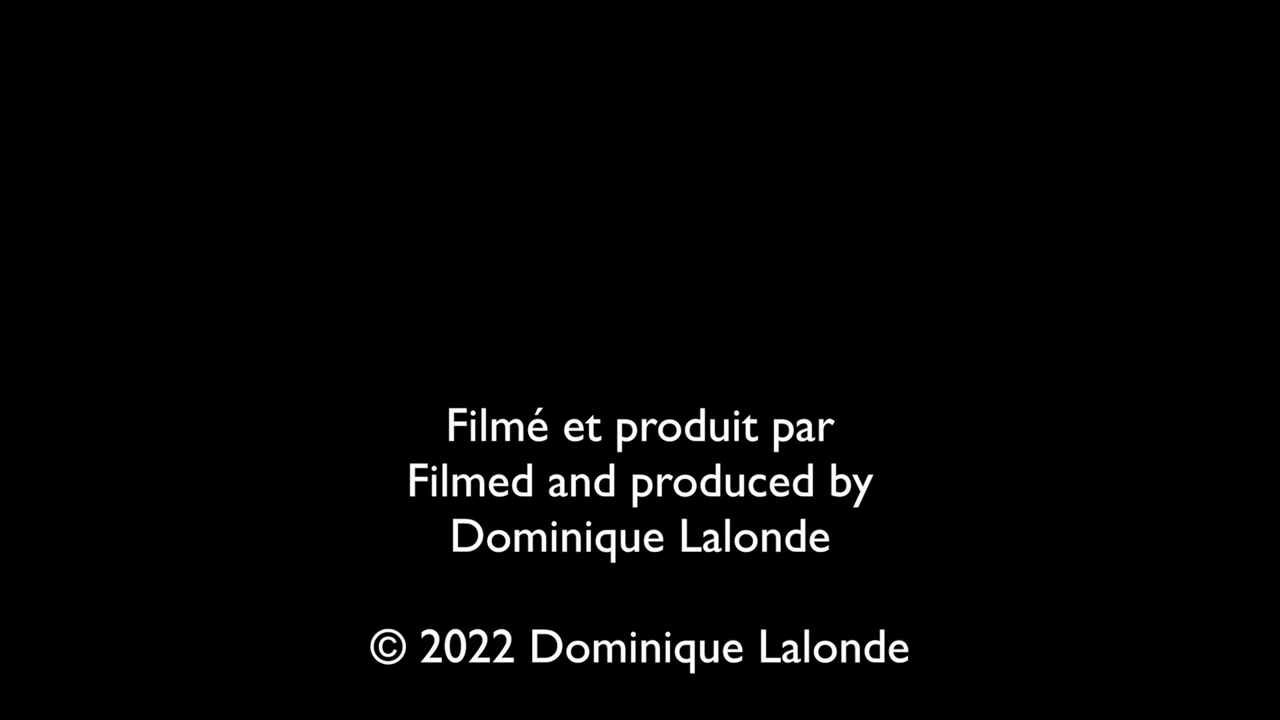 Filmé et produit par
Filmed and produced by
Dominique Lalonde
© 2022 Dominique Lalonde